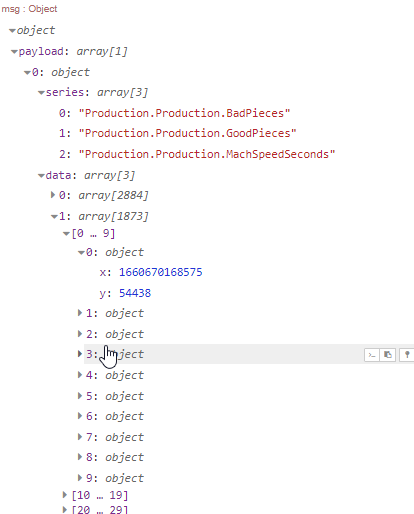 msg : Object
object
payload: array[1]
0: object
series: array[3]
0: "Production.Production.BadPieces"
1: "Production.Production.GoodPieces"
2: "Production.Production.MachSpeedSeconds"
data: array[3]
0: array[2884]
1: array[1873]
[0 … 9]
0: object
x: 1660670168575
y: 54438
1: object
2: object
3: object
4: object
5: object
6: object
7: object
8: object
9: object
[10 … 19]
[20 … 29]